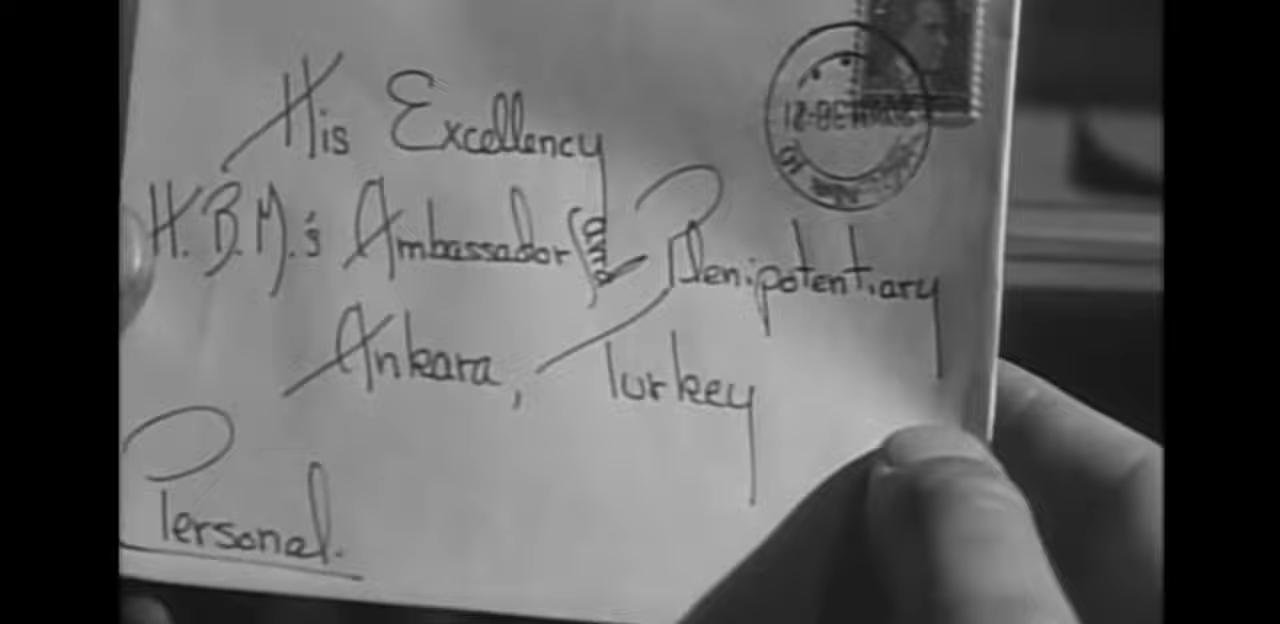 His Excellency
H.B.M.'s Ambassador and Plenipotentiary
Ankara, Turkey
Personal.